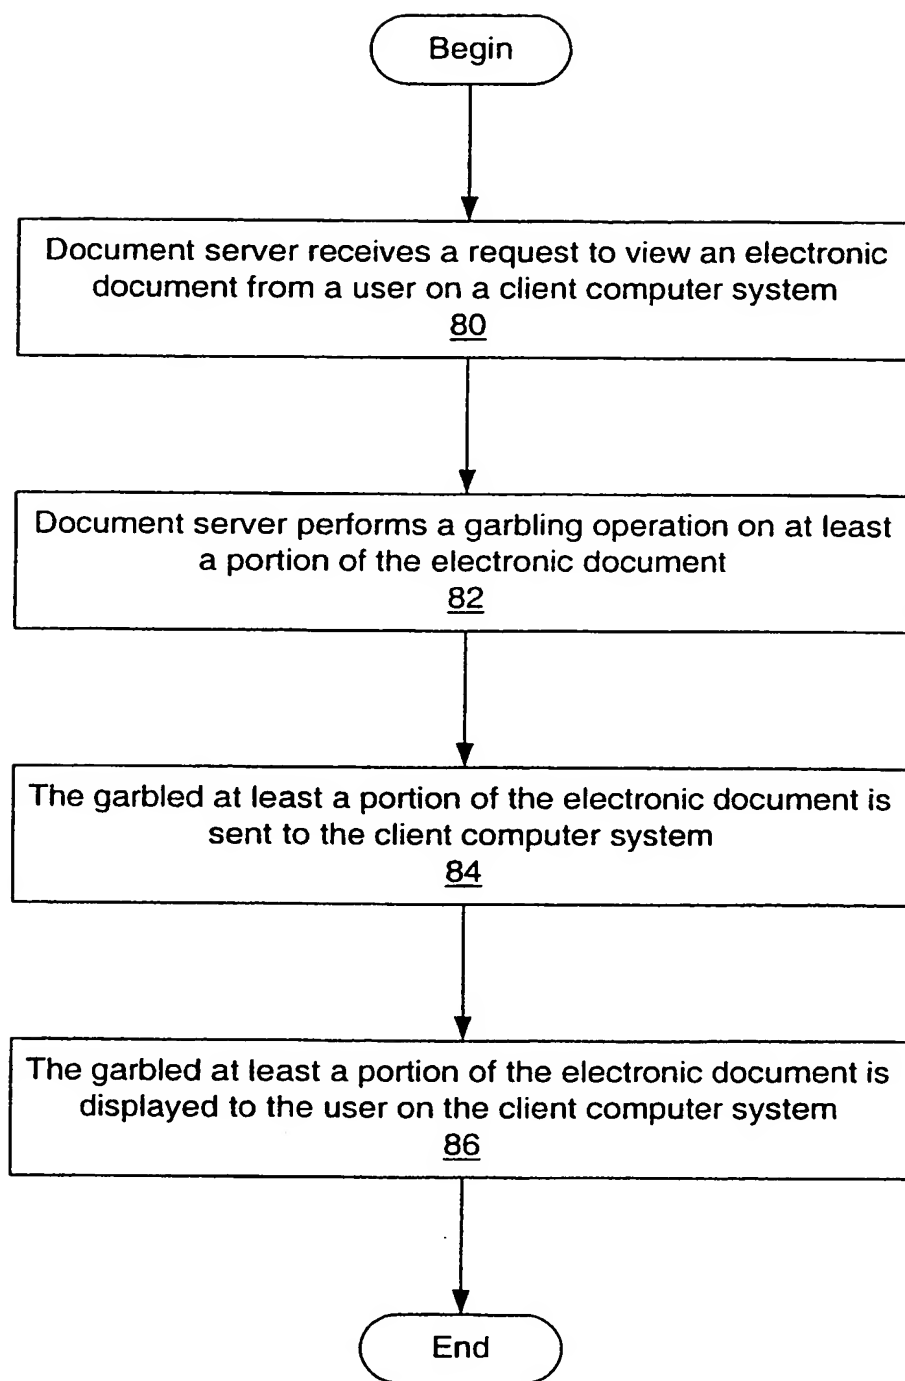 Begin
Document server receives a request to view an electronic
document from a user on a client computer system
80
Document server performs a garbling operation on at least
a portion of the electronic document
82
The garbled at least a portion of the electronic document is
sent to the client computer system
84
The garbled at least a portion of the electronic document is
displayed to the user on the client computer system
86
End